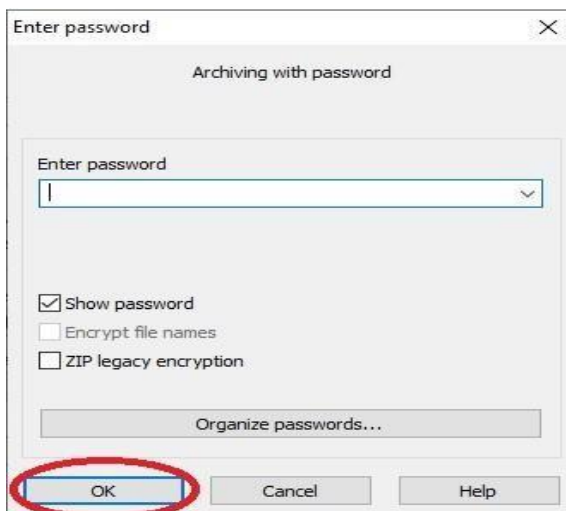 Enter password
Archiving with password
Enter password
Show password
Encrypt file names
ZIP legacy encryption
Organize passwords...
OK Cancel Help